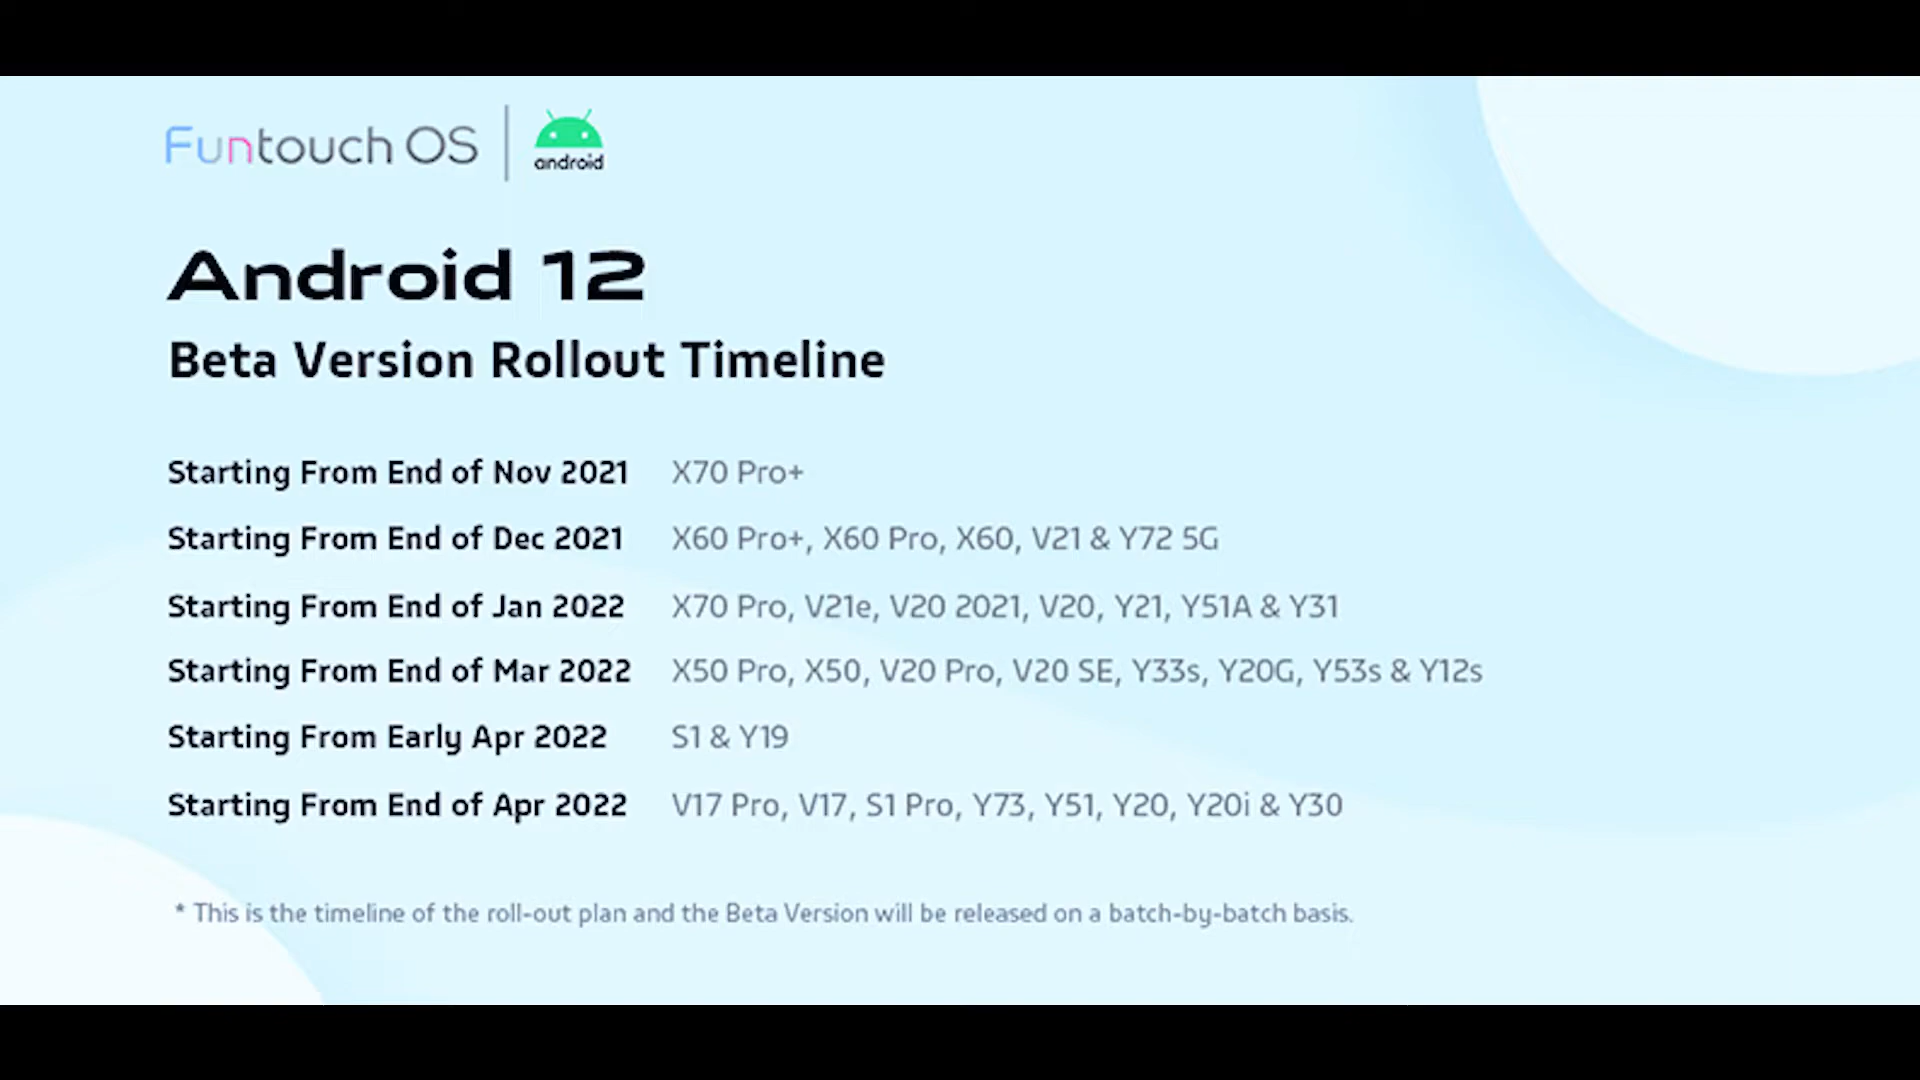 Funtouch OS | android
Android 12
Beta Version Rollout Timeline
Starting From End of Nov 2021 X70 Pro+
Starting From End of Dec 2021 X60 Pro+, X60 Pro, X60, V21 & Y72 5G
Starting From End of Jan 2022 X70 Pro, V21e, V20 2021, V20, Y21, Y51A & Y31
Starting From End of Mar 2022 X50 Pro, X50, V20 Pro, V20 SE, Y33s, Y20G, Y53s & Y12s
Starting From Early Apr 2022 S1 & Y19
Starting From End of Apr 2022 V17 Pro, V17, S1 Pro, Y73, Y51, Y20, Y20i & Y30
* This is the timeline of the roll-out plan and the Beta Version will be released on a batch-by-batch basis.